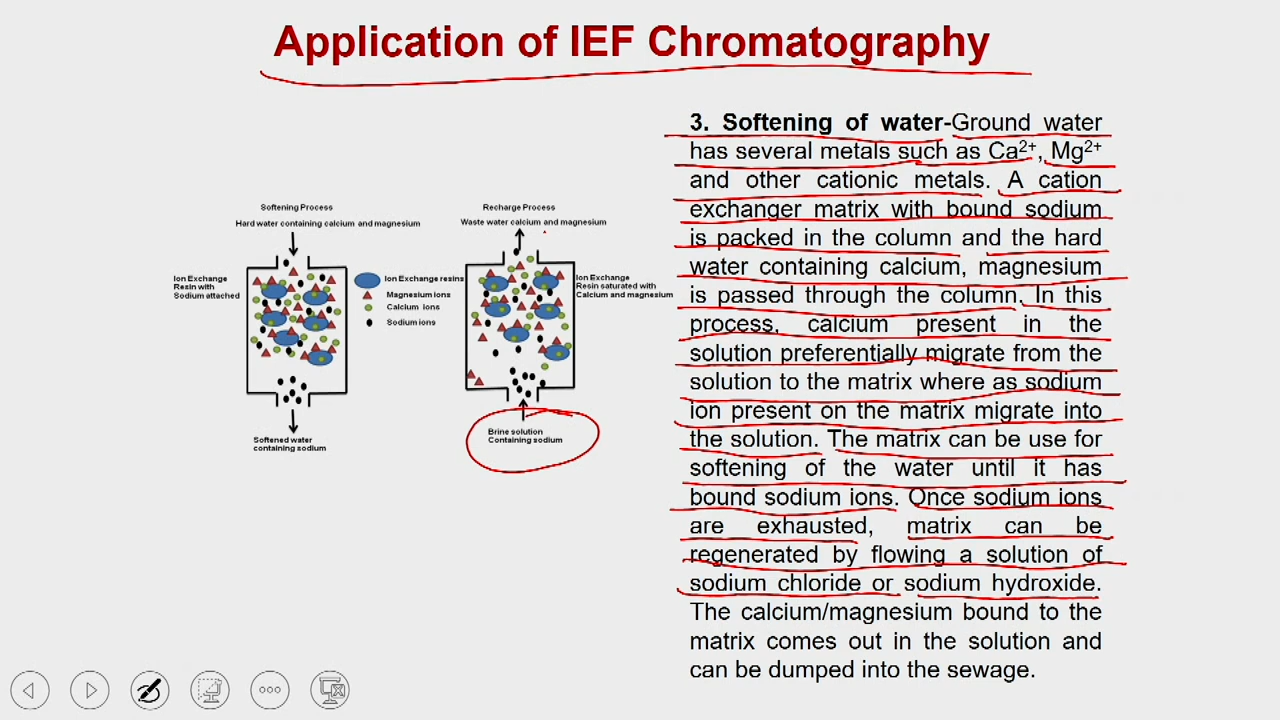 Application of IEF Chromatography
Softening Process
Hard water containing calcium and magnesium
Ion Exchange
Resin with
Sodium attached
Softened water
containing sodium
Ion Exchange resins
Magnesium ions
Calcium ions
Sodium ions
Recharge Process
Waste water calcium and magnesium
Ion Exchange
Resin saturated with
Calcium and magnesium
Brine solution
Containing sodium
3. Softening of water-Ground water
has several metals such as Ca2+, Mg2+
and other cationic metals. A cation
exchanger matrix with bound sodium
is packed in the column and the hard
water containing calcium, magnesium
is passed through the column. In this
process, calcium present in the
solution preferentially migrate from the
solution to the matrix where as sodium
ion present on the matrix migrate into
the solution. The matrix can be use for
softening of the water until it has
bound sodium ions. Once sodium ions
are exhausted, matrix can be
regenerated by flowing a solution of
sodium chloride or sodium hydroxide.
The calcium/magnesium bound to the
matrix comes out in the solution and
can be dumped into the sewage.